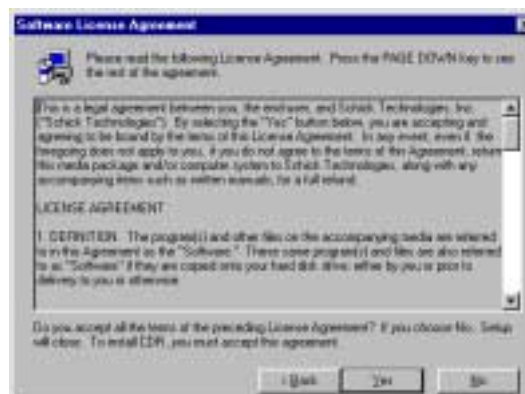 Software License Agreement
Please read the following License Agreement. Press the PAGE DOWN key to see
the rest of the agreement.
This is a legal agreement between you, the end user, and Schick Technologies, Inc.
("Schick Technologies"). By selecting the "Yes" button below, you are accepting and
agreeing to be bound by the terms of this License Agreement. In any event, even if the
foregoing does not apply to you, if you do not agree to the terms of this Agreement, return
this media package and/or computer system to Schick Technologies, along with any
accompanying items such as written manuals, for a full refund.
LICENSE AGREEMENT
1. DEFINITION. The program(s) and other files on the accompanying media are referred
to in this Agreement as the "Software." These same program(s) and files are also referred
to as "Software" if they are copied onto your hard disk drive, either by you or prior to
delivery to you or otherwise.
Do you accept all the terms of the preceding License Agreement? If you choose No, Setup
will close. To install CDR, you must accept this agreement.
< Back
Yes
No